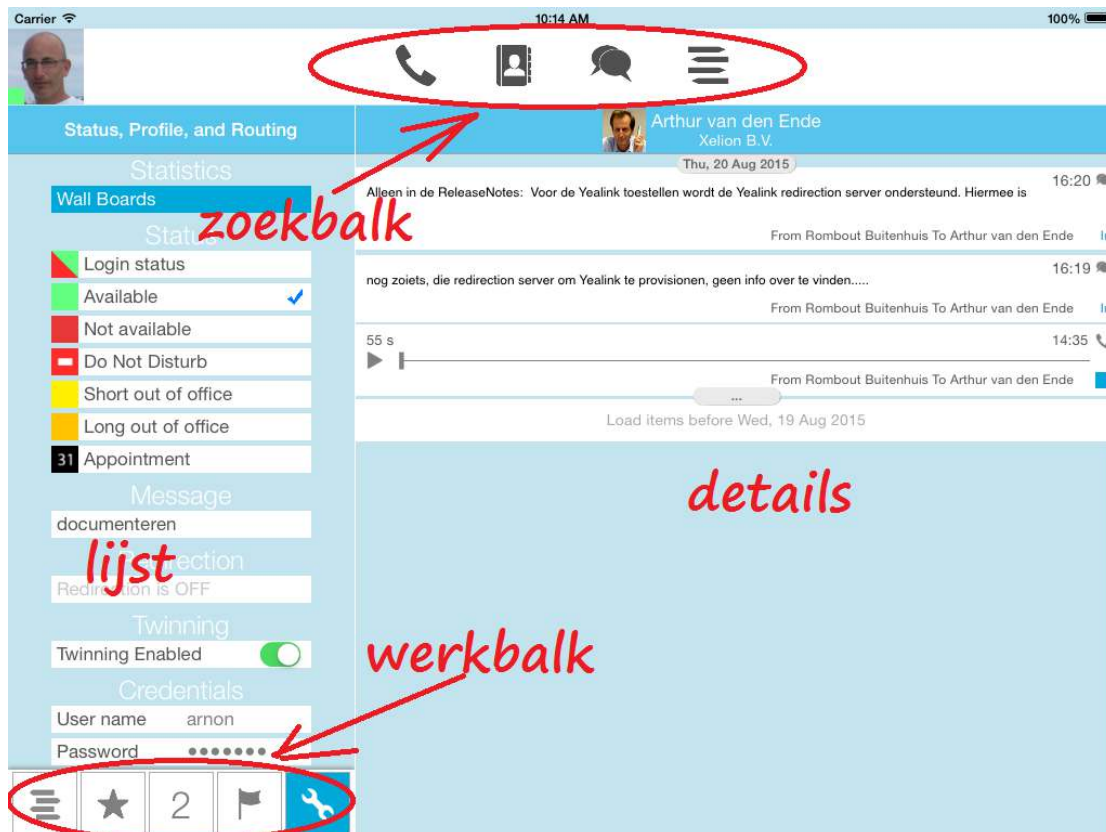 Carrier
10:14 AM
100%
Status, Profile, and Routing
Statistics
Wall Boards
Status
Login status
Available
Not available
Do Not Disturb
Short out of office
Long out of office
31 Appointment
Message
documenteren
Redirection
Redirection is OFF
Twinning
Twinning Enabled
Credentials
User name arnon
Password ●●●●●●●
2
Arthur van den Ende
Xelion B.V.
Thu, 20 Aug 2015
16:20
Alleen in de ReleaseNotes: Voor de Yealink toestellen wordt de Yealink redirection server ondersteund. Hiermee is
From Rombout Buitenhuis To Arthur van den Ende
16:19
nog zoiets, die redirection server om Yealink te provisionen, geen info over te vinden.....
From Rombout Buitenhuis To Arthur van den Ende
55 s 14:35
From Rombout Buitenhuis To Arthur van den Ende
...
Load items before Wed, 19 Aug 2015
zoekbalk
details
lijst
werkbalk